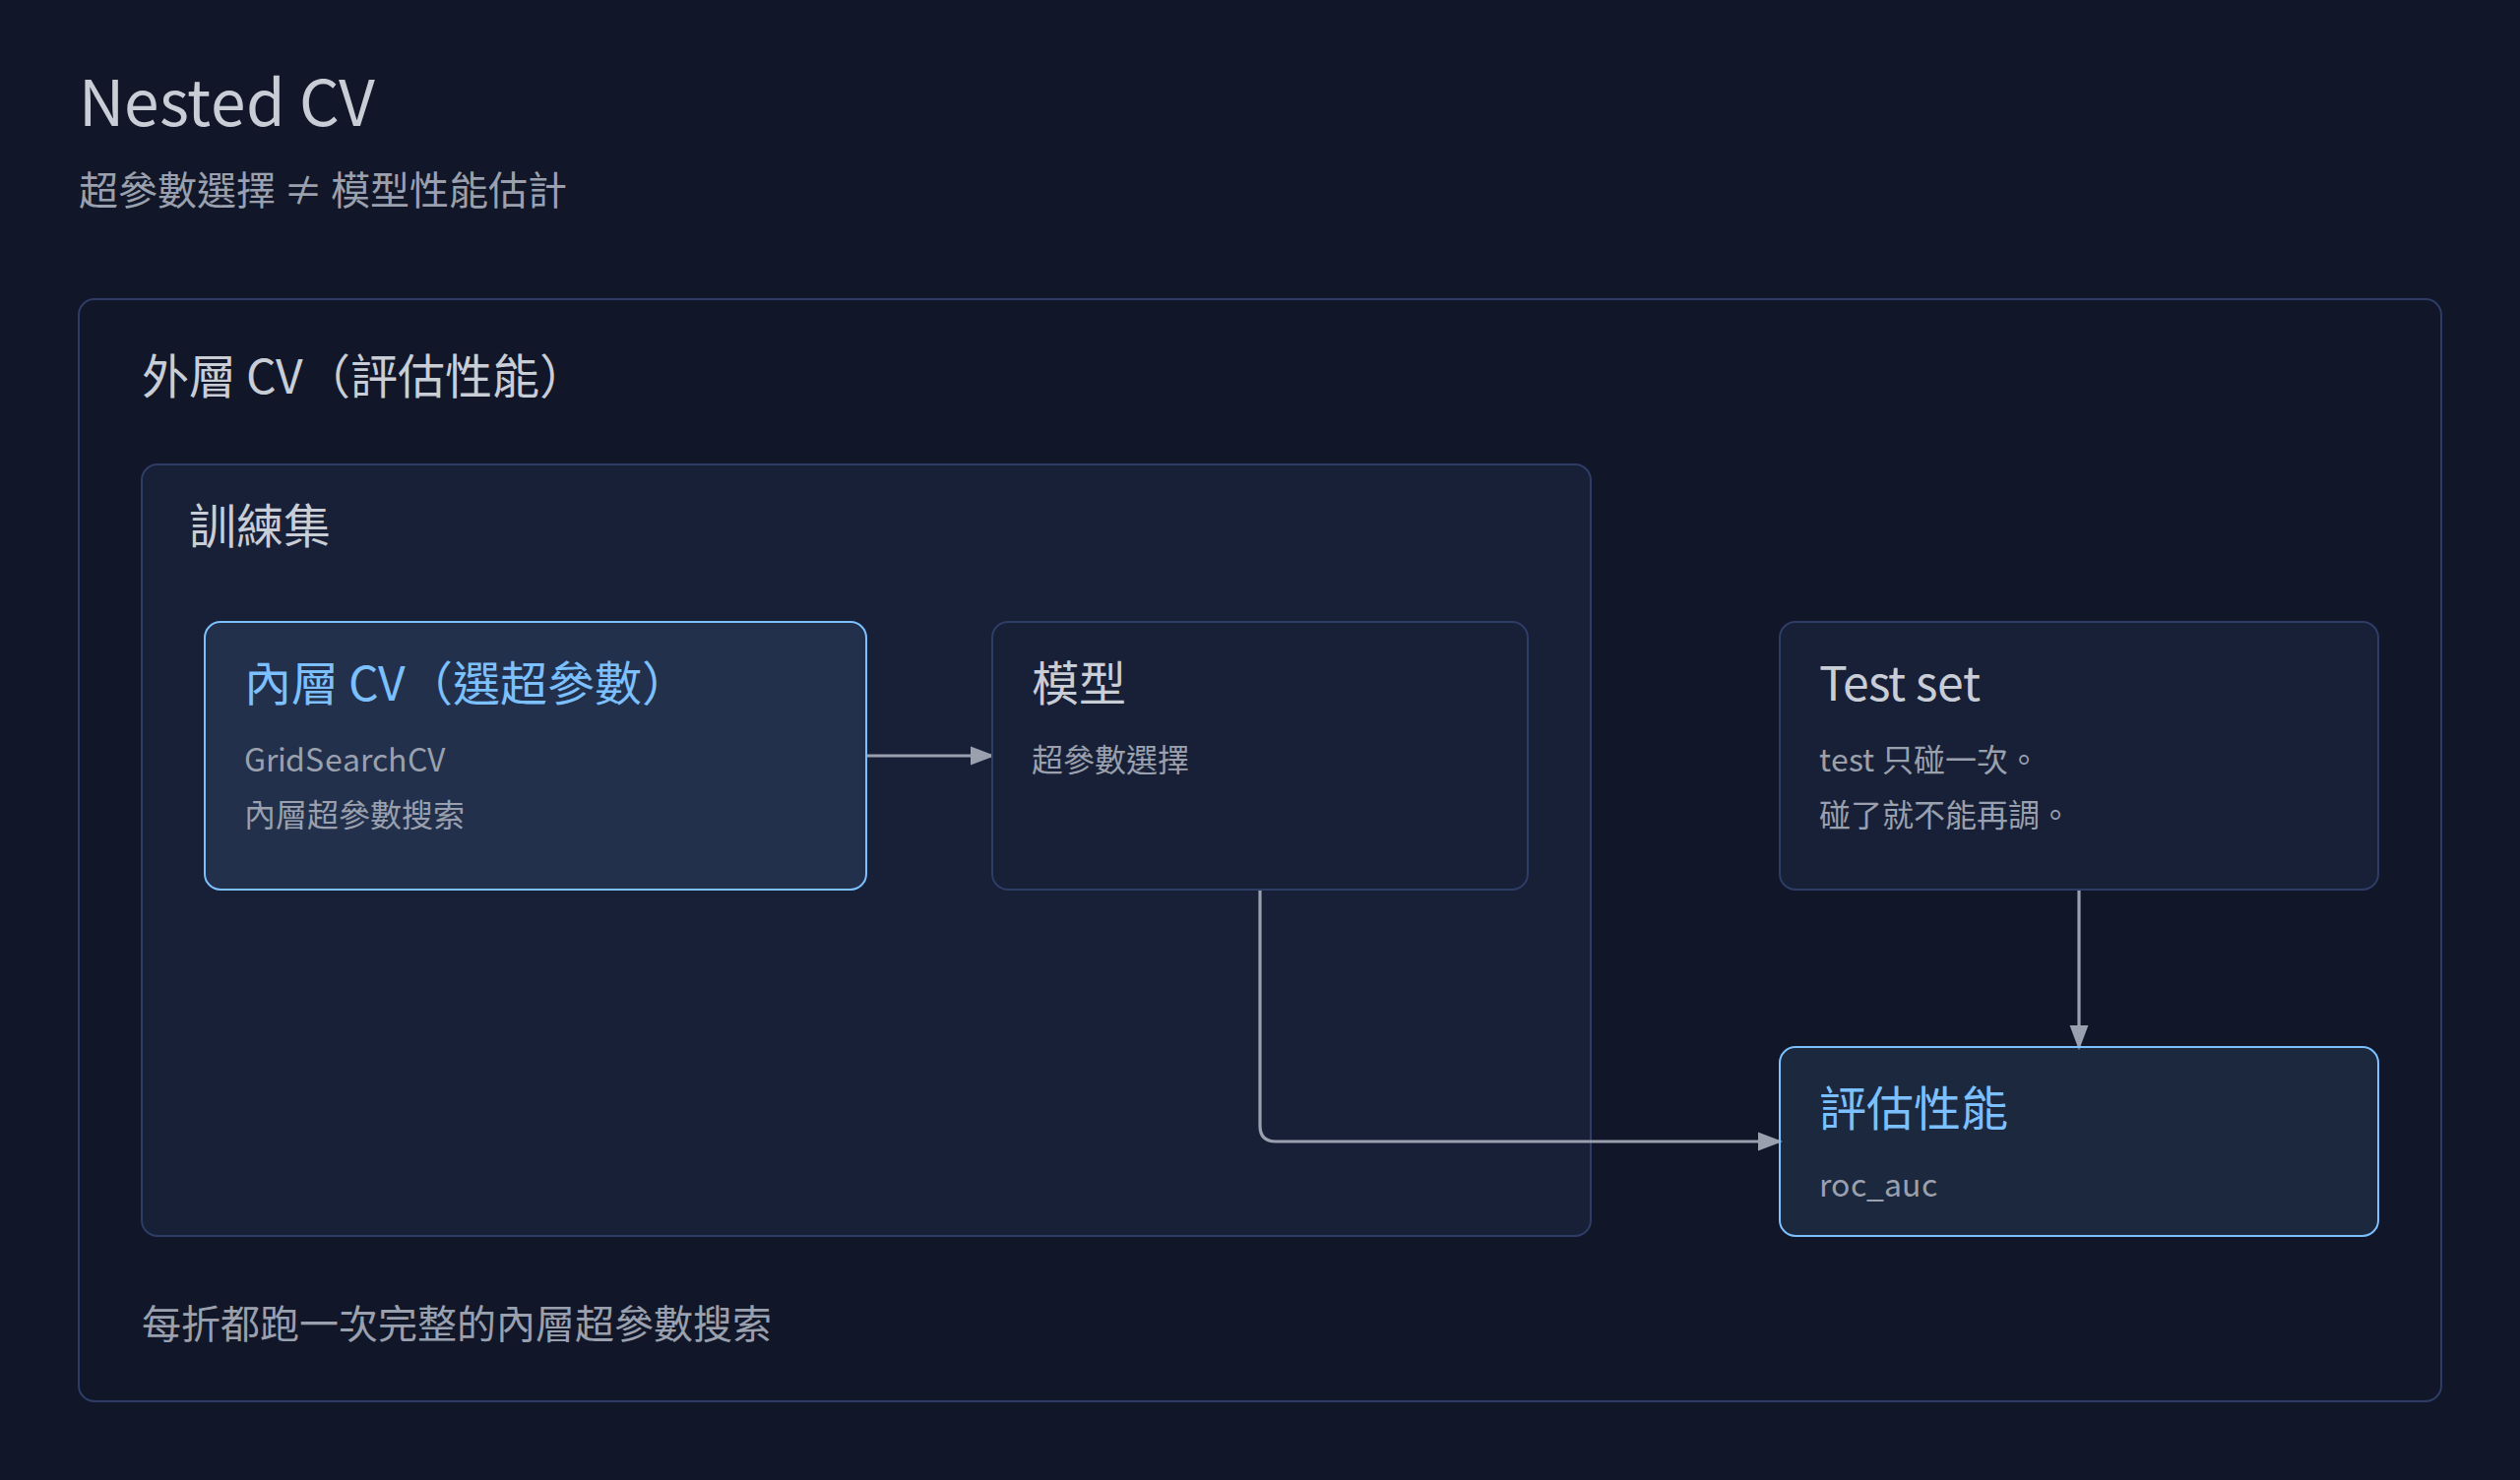 Nested CV
超參數選擇 ≠ 模型性能估計
外層 CV（評估性能）
訓練集
內層 CV（選超參數）
GridSearchCV
內層超參數搜索
模型
超參數選擇
Test set
test 只碰一次。
碰了就不能再調。
評估性能
roc_auc
每折都跑一次完整的內層超參數搜索